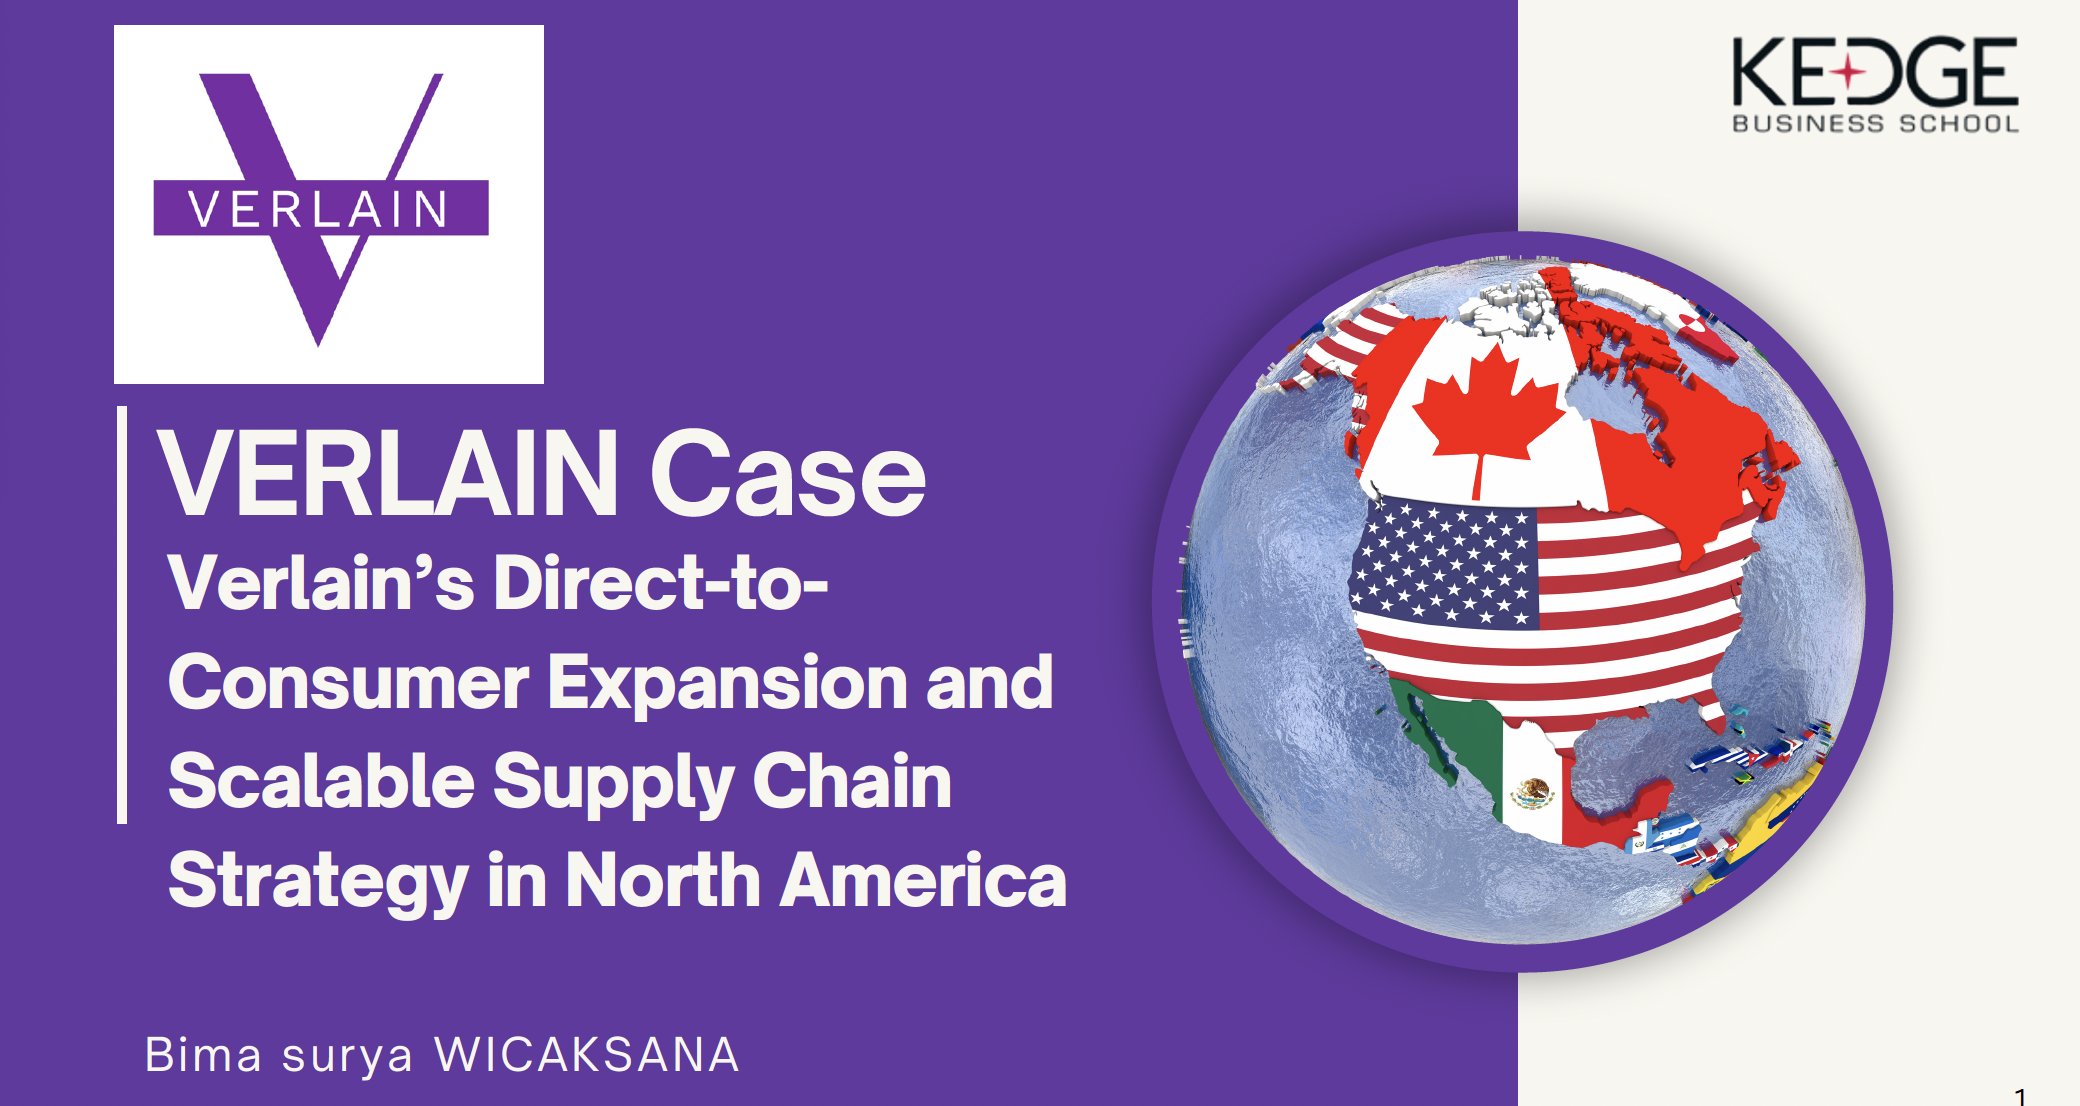 VERLAIN
KEDGE
BUSINESS SCHOOL
VERLAIN Case
Verlain’s Direct-to-
Consumer Expansion and
Scalable Supply Chain
Strategy in North America
Bima surya WICAKSANA
1